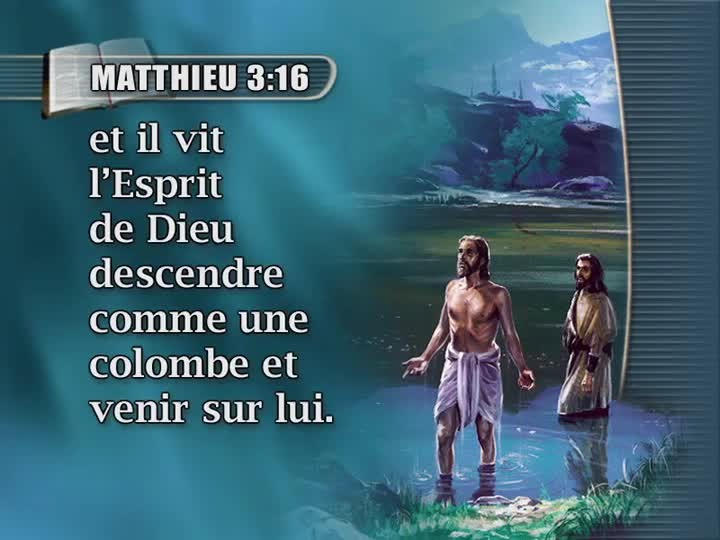 MATTHIEU 3:16
et il vit
l’Esprit
de Dieu
descendre
comme une
colombe et
venir sur lui.